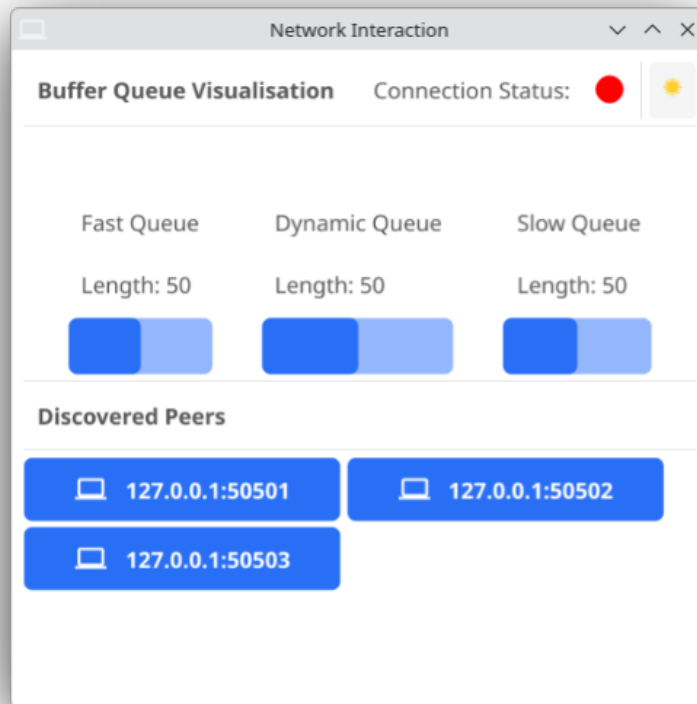 Network Interaction
Buffer Queue Visualisation Connection Status:
Fast Queue Dynamic Queue Slow Queue
Length: 50 Length: 50 Length: 50
Discovered Peers
127.0.0.1:50501 127.0.0.1:50502
127.0.0.1:50503